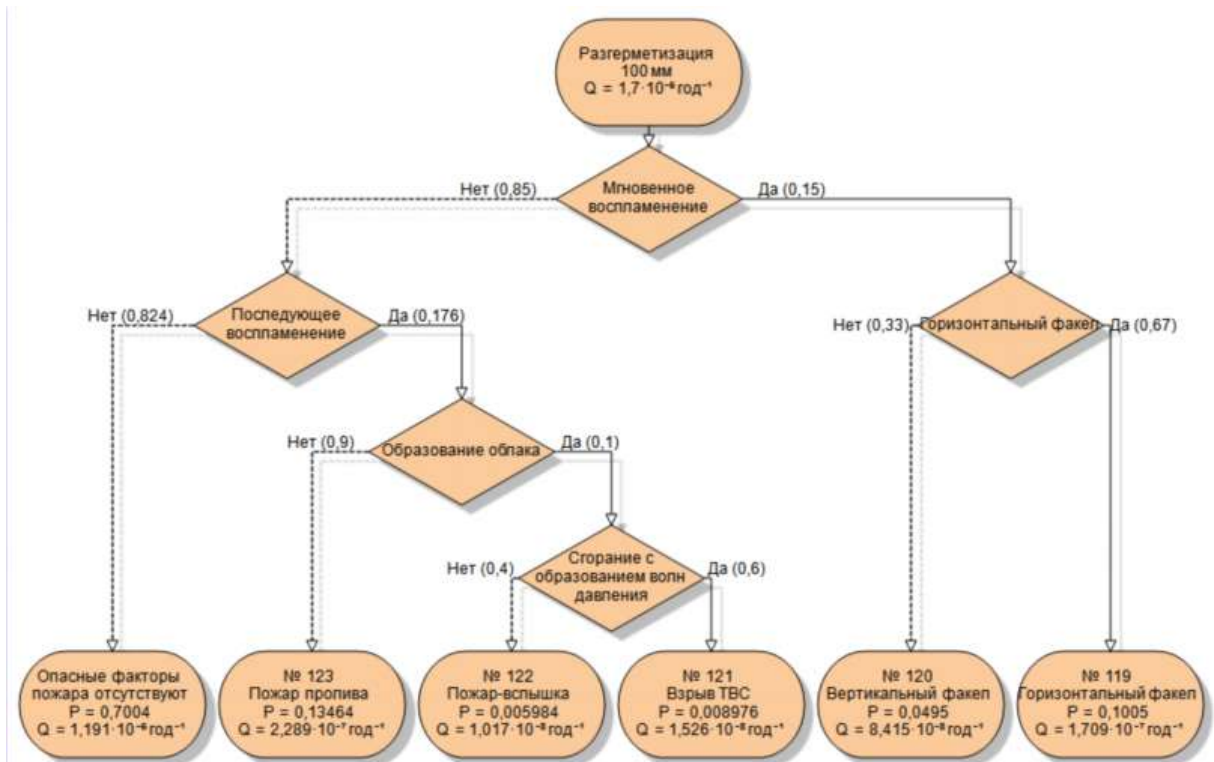 Разгерметизация
100 мм
Q = 1,7·10⁻⁶ год⁻¹
Нет (0,85)
Мгновенное
воспламенение
Да (0,15)
Нет (0,824)
Последующее
воспламенение
Да (0,176)
Нет (0,33)
Горизонтальный факел
Да (0,67)
Нет (0,9)
Образование облака
Да (0,1)
Нет (0,4)
Сгорание с
образованием волн
давления
Да (0,6)
Опасные факторы
пожара отсутствуют
P = 0,7004
Q = 1,191·10⁻⁶ год⁻¹
№ 123
Пожар пролива
P = 0,13464
Q = 2,289·10⁻⁷ год⁻¹
№ 122
Пожар-вспышка
P = 0,005984
Q = 1,017·10⁻⁸ год⁻¹
№ 121
Взрыв ТВС
P = 0,008976
Q = 1,526·10⁻⁸ год⁻¹
№ 120
Вертикальный факел
P = 0,0495
Q = 8,415·10⁻⁸ год⁻¹
№ 119
Горизонтальный факел
P = 0,1005
Q = 1,709·10⁻⁷ год⁻¹